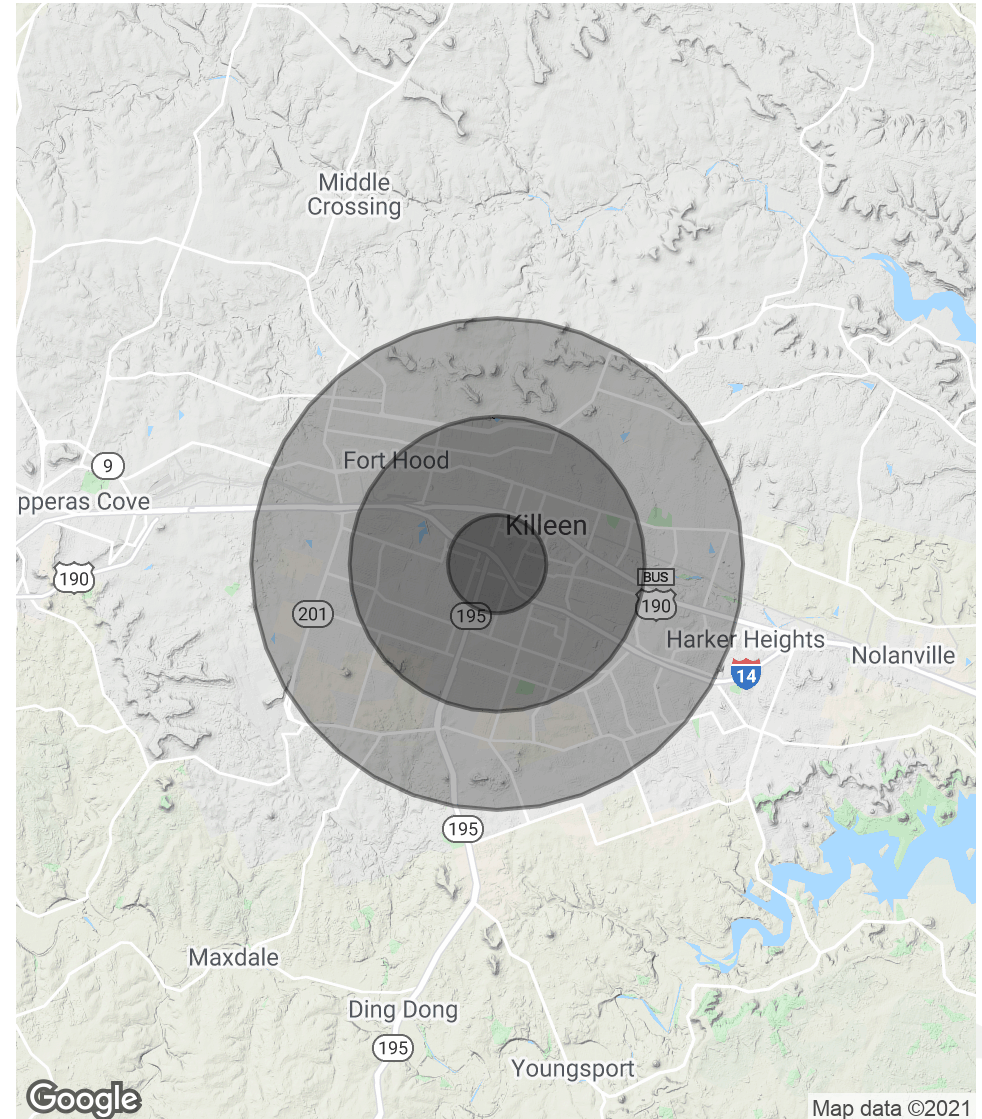 Middle
Crossing
Fort Hood
9
pperas Cove
Killeen
190
BUS
190
201
195
Harker Heights
Nolanville
14
195
Maxdale
Ding Dong
195
Youngsport
Google
Map data ©2021